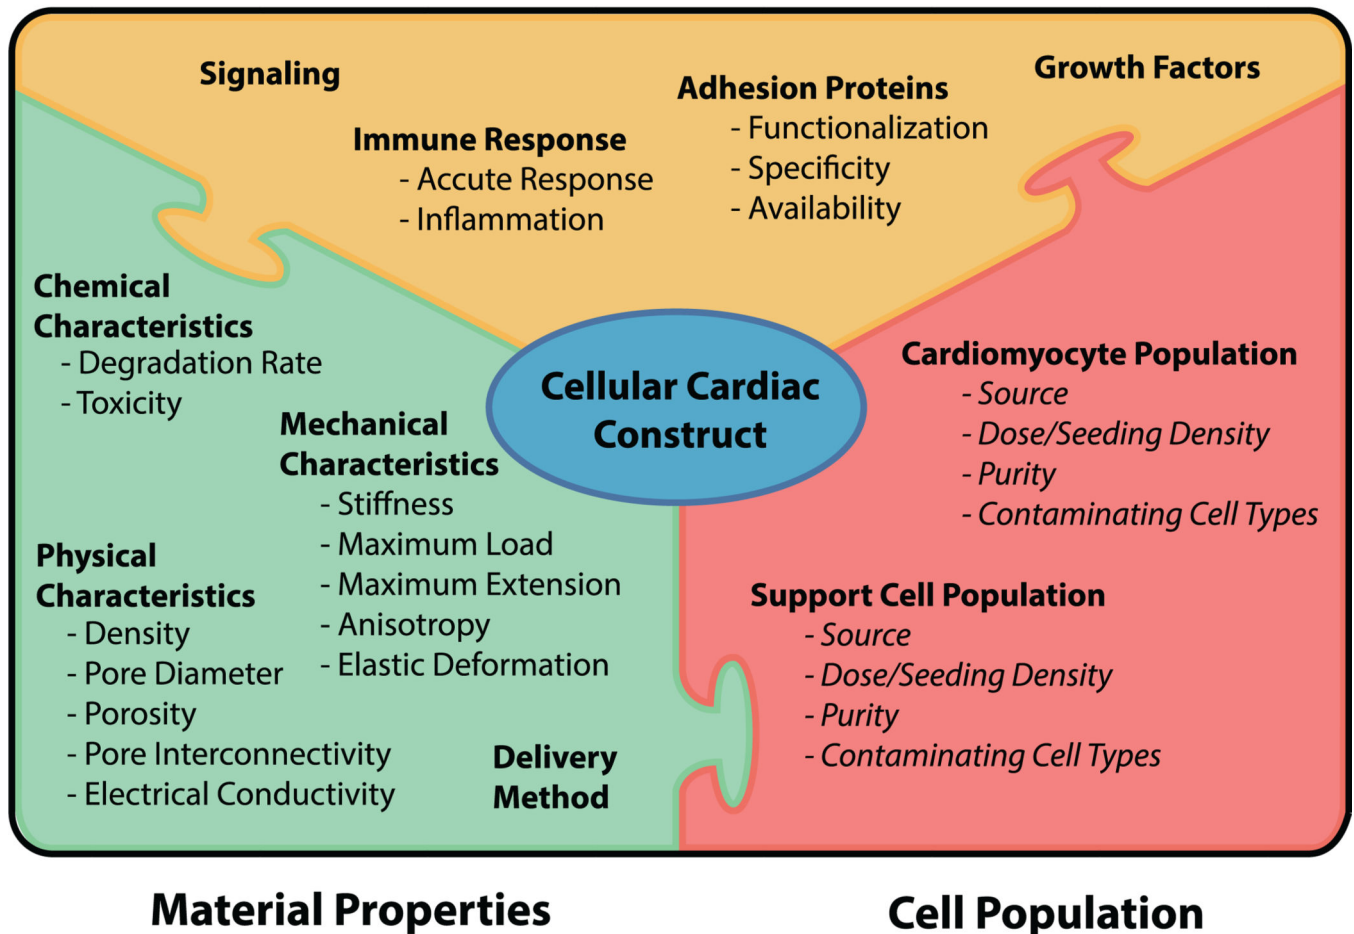 Signaling
Immune Response
- Accute Response
- Inflammation
Adhesion Proteins
- Functionalization
- Specificity
- Availability
Growth Factors
Chemical
Characteristics
- Degradation Rate
- Toxicity
Mechanical
Characteristics
- Stiffness
- Maximum Load
- Maximum Extension
- Anisotropy
- Elastic Deformation
Physical
Characteristics
- Density
- Pore Diameter
- Porosity
- Pore Interconnectivity
- Electrical Conductivity
Delivery
Method
Cellular Cardiac
Construct
Cardiomyocyte Population
- Source
- Dose/Seeding Density
- Purity
- Contaminating Cell Types
Support Cell Population
- Source
- Dose/Seeding Density
- Purity
- Contaminating Cell Types
Material Properties
Cell Population